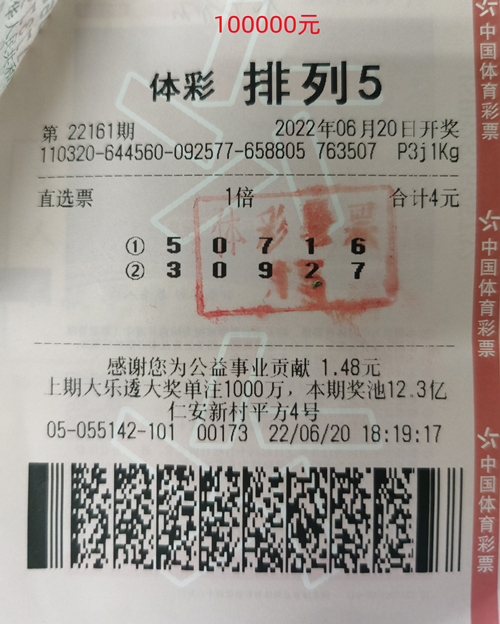 100000元
体彩 排列5
第 22161期 2022年06月20日开奖
110320-644560-092577-658805 763507 P3j1Kg
直选票 1倍 合计4元
① 5 0 7 1 6
② 3 0 9 2 7
体彩
票
感谢您为公益事业贡献 1.48元
上期大乐透大奖单注1000万，本期奖池12.3亿
仁安新村平方4号
05-055142-101 00173 22/06/20 18:19:17
中国体育彩票
中国体育彩票
中国体育彩票